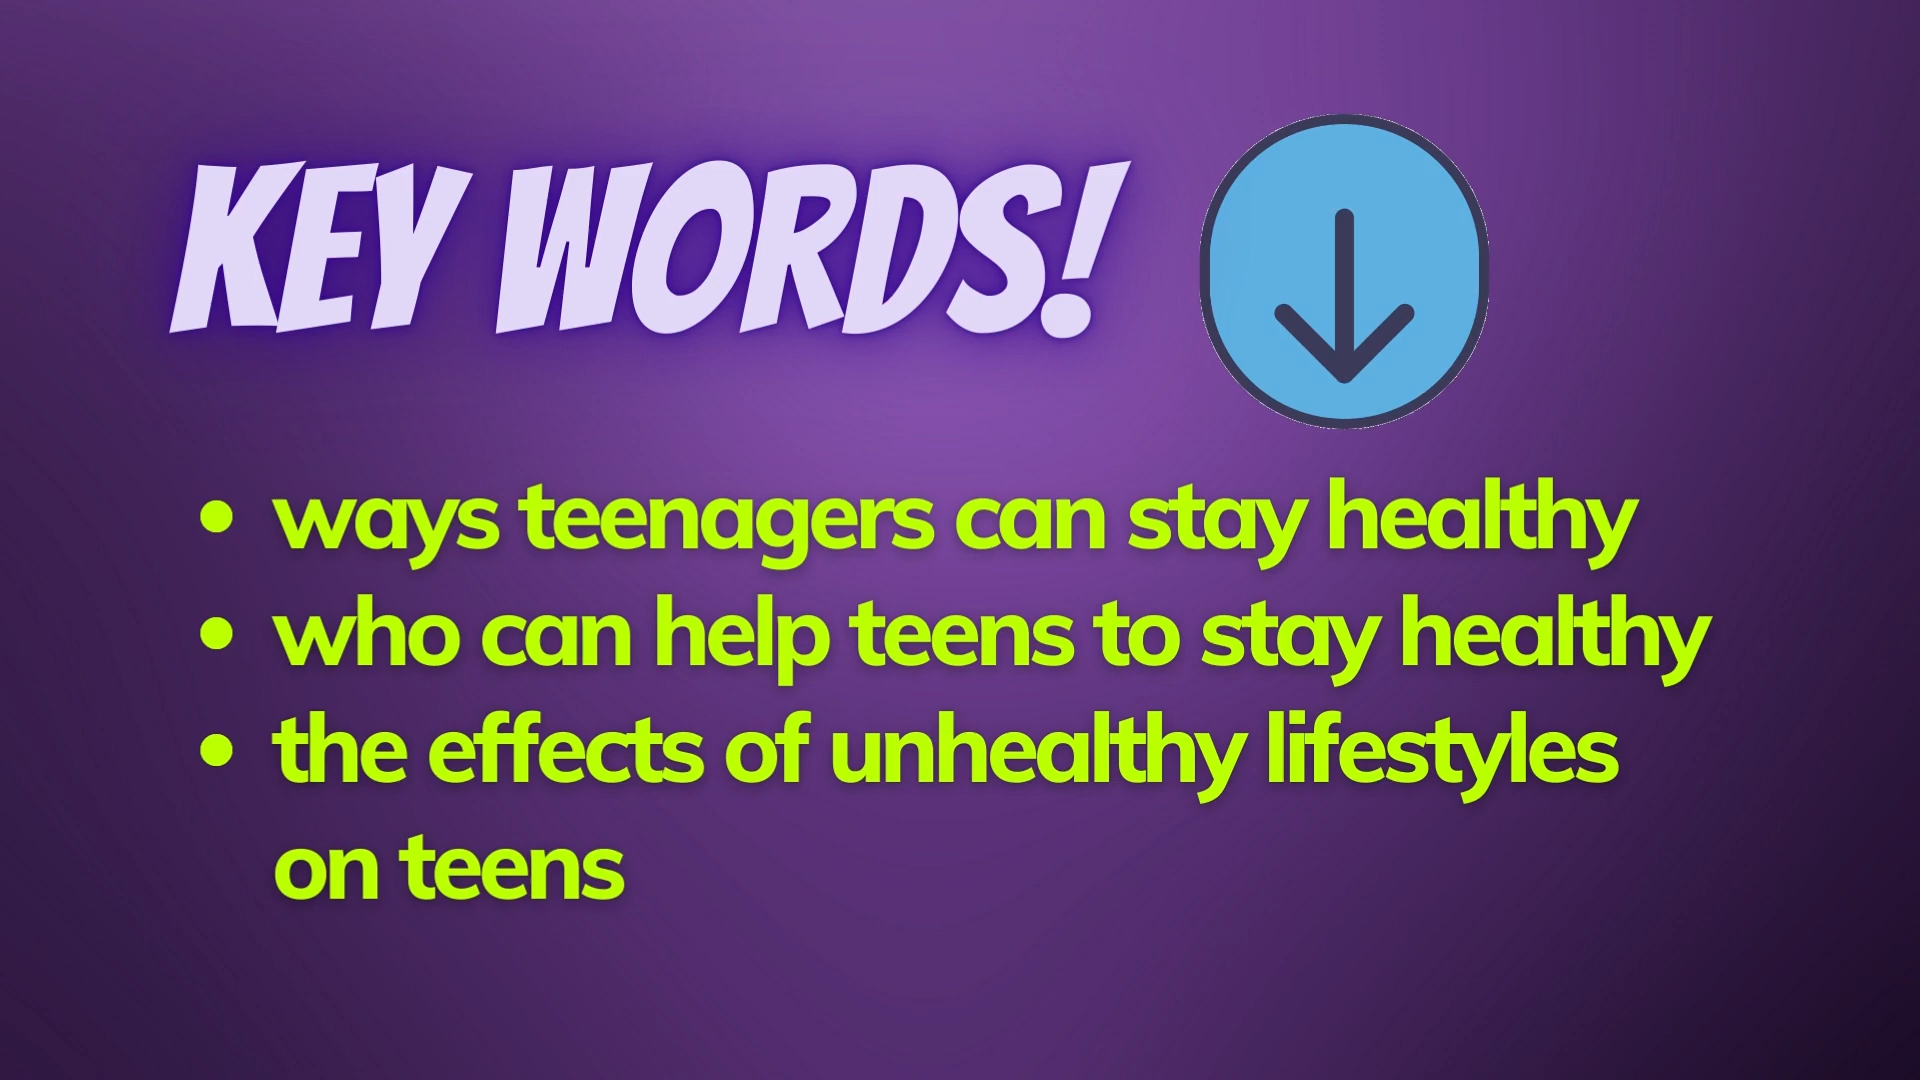 KEY WORDS!
• ways teenagers can stay healthy
• who can help teens to stay healthy
• the effects of unhealthy lifestyles
on teens